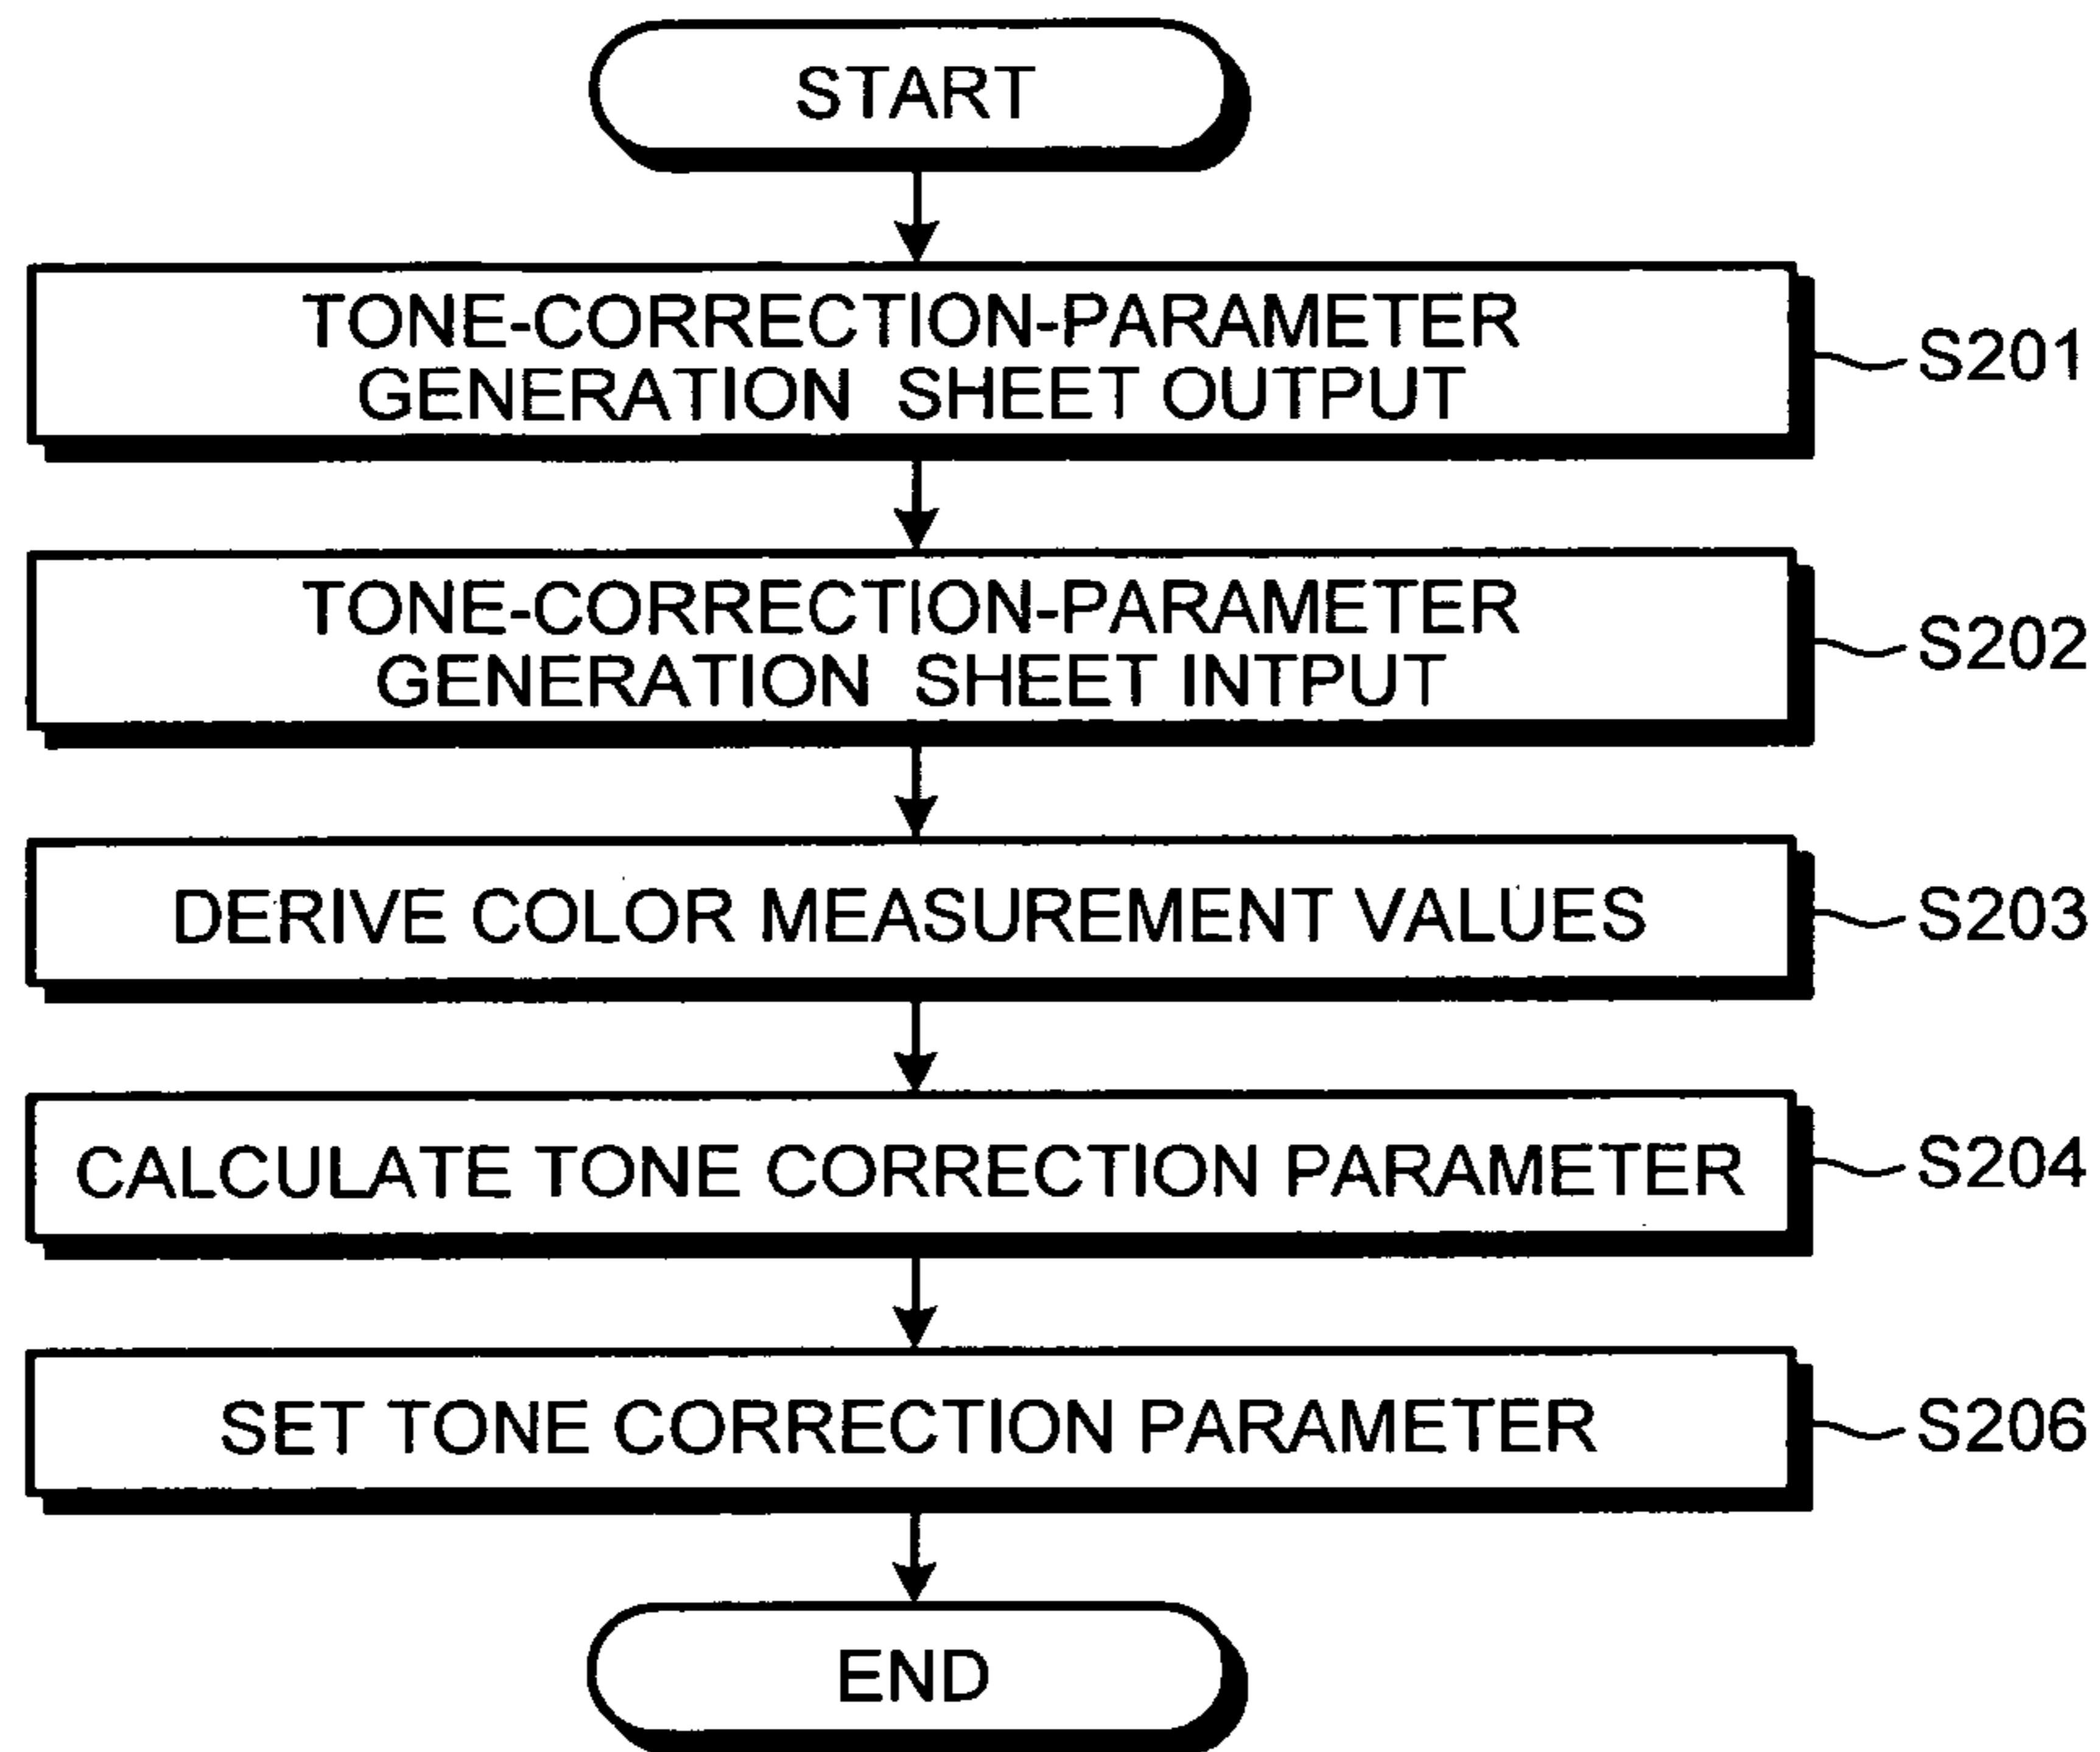 START
TONE-CORRECTION-PARAMETER
GENERATION SHEET OUTPUT
S201
TONE-CORRECTION-PARAMETER
GENERATION SHEET INTPUT
S202
DERIVE COLOR MEASUREMENT VALUES
S203
CALCULATE TONE CORRECTION PARAMETER
S204
SET TONE CORRECTION PARAMETER
S206
END